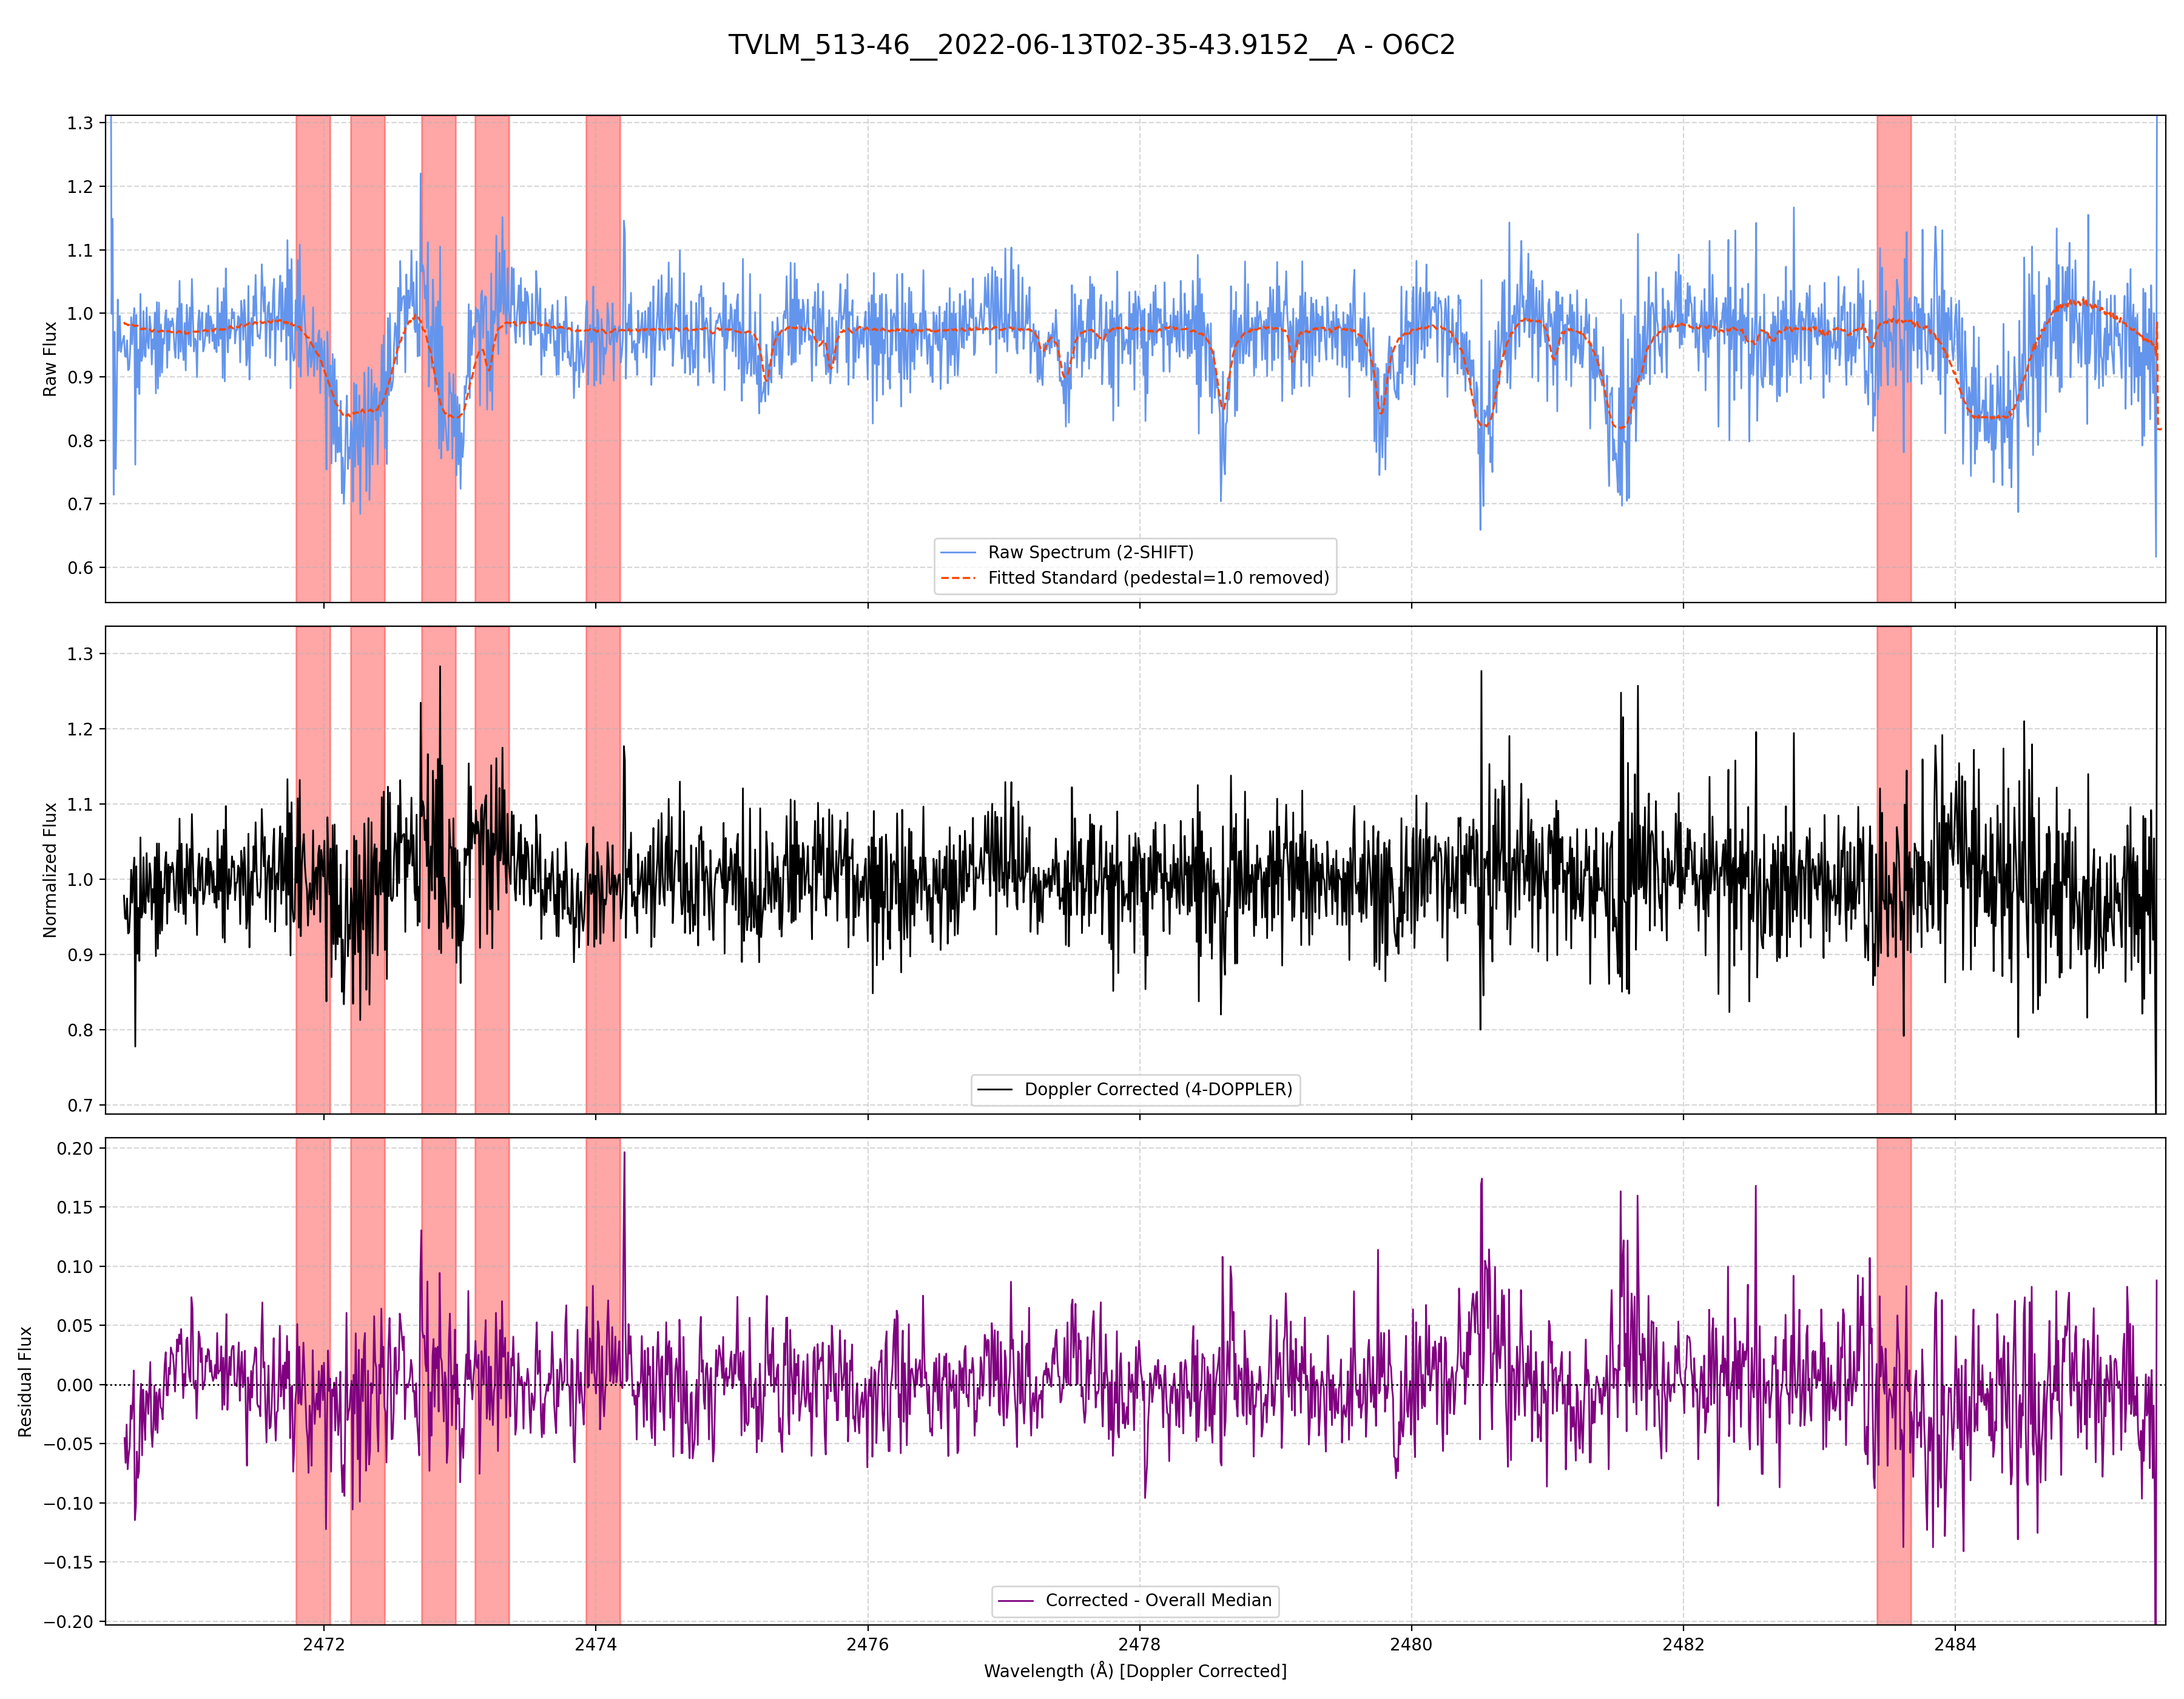 TVLM_513-46__2022-06-13T02-35-43.9152__A - O6C2
1.3
1.2
1.1
1.0
0.9
0.8
0.7
0.6
Raw Flux
Raw Spectrum (2-SHIFT)
Fitted Standard (pedestal=1.0 removed)
1.3
1.2
1.1
1.0
0.9
0.8
0.7
Normalized Flux
Doppler Corrected (4-DOPPLER)
0.20
0.15
0.10
0.05
0.00
−0.05
−0.10
−0.15
−0.20
Residual Flux
Corrected - Overall Median
2472 2474 2476 2478 2480 2482 2484
Wavelength (Å) [Doppler Corrected]